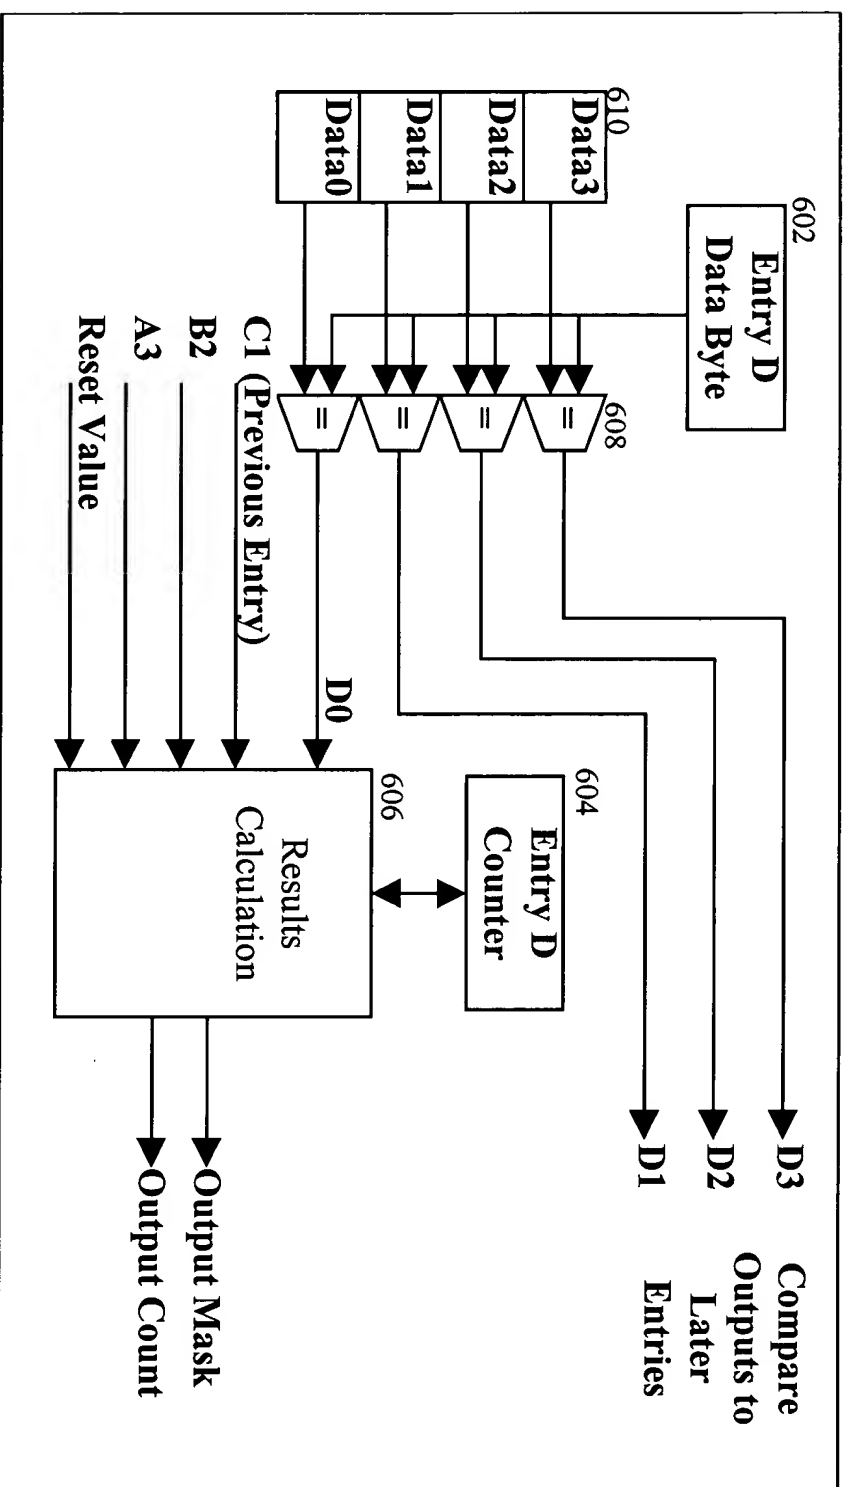 602
Entry D
Data Byte
610
Data3
Data2
Data1
Data0
608
=
=
=
=
D3
D2
D1
Compare
Outputs to
Later
Entries
604
Entry D
Counter
D0
C1 (Previous Entry)
B2
A3
Reset Value
606
Results
Calculation
Output Mask
Output Count